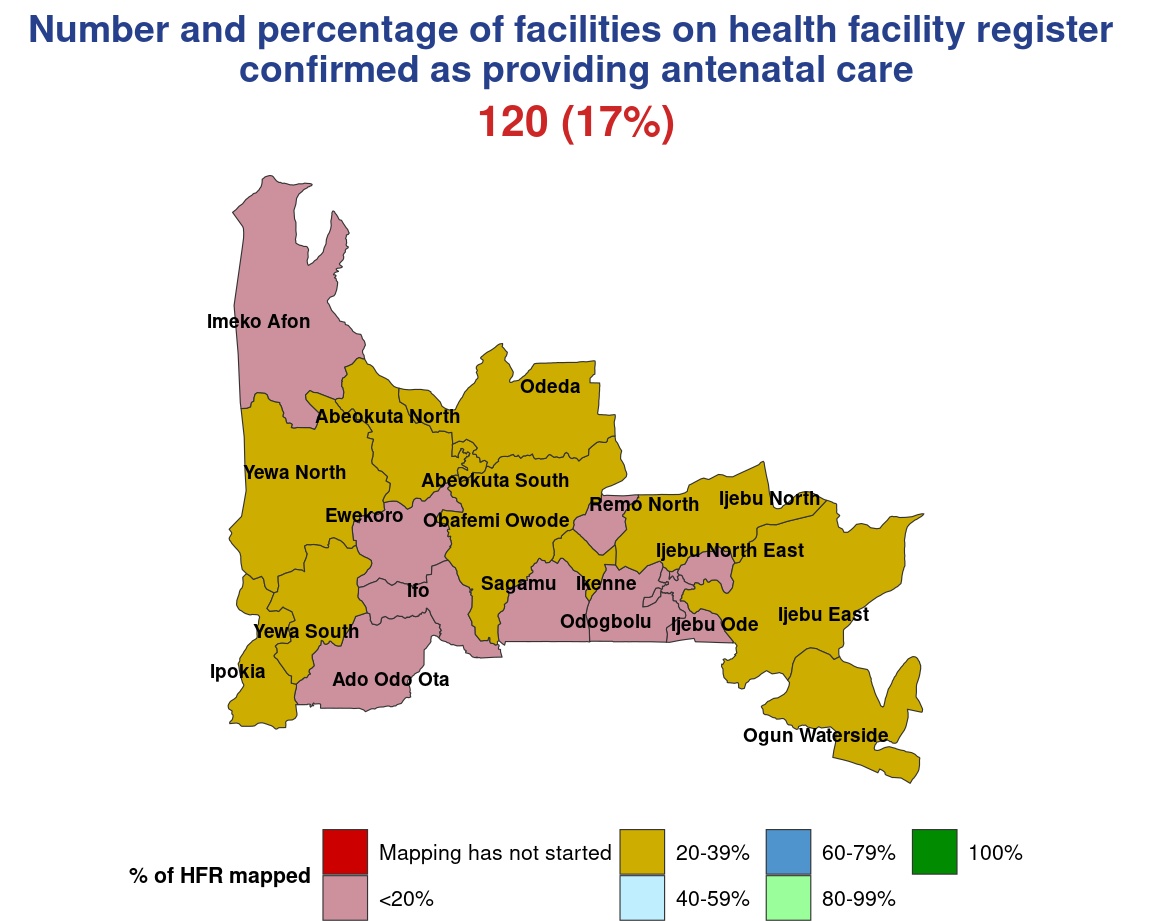 Number and percentage of facilities on health facility register
confirmed as providing antenatal care
120 (17%)
Imeko Afon
Odeda
Abeokuta North
Yewa North
Abeokuta South
Ijebu North
Remo North
Ewekoro
Obafemi Owode
Ijebu North East
Sagamu
Ikenne
Ifo
Ijebu East
Odogbolu
Ijebu Ode
Yewa South
Ipokia
Ado Odo Ota
Ogun Waterside
% of HFR mapped
Mapping has not started
<20%
20-39%
40-59%
60-79%
80-99%
100%